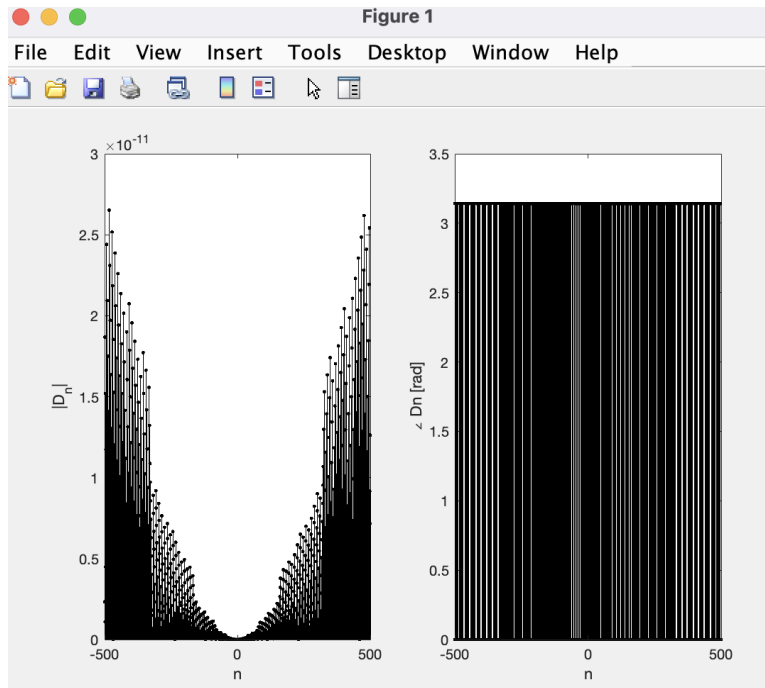 Figure 1
File Edit View Insert Tools Desktop Window Help
×10⁻¹¹
3
2.5
2
1.5
1
0.5
0
|Dₙ|
-500 0 500
n
3.5
3
2.5
2
1.5
1
0.5
0
∠ Dn [rad]
-500 0 500
n